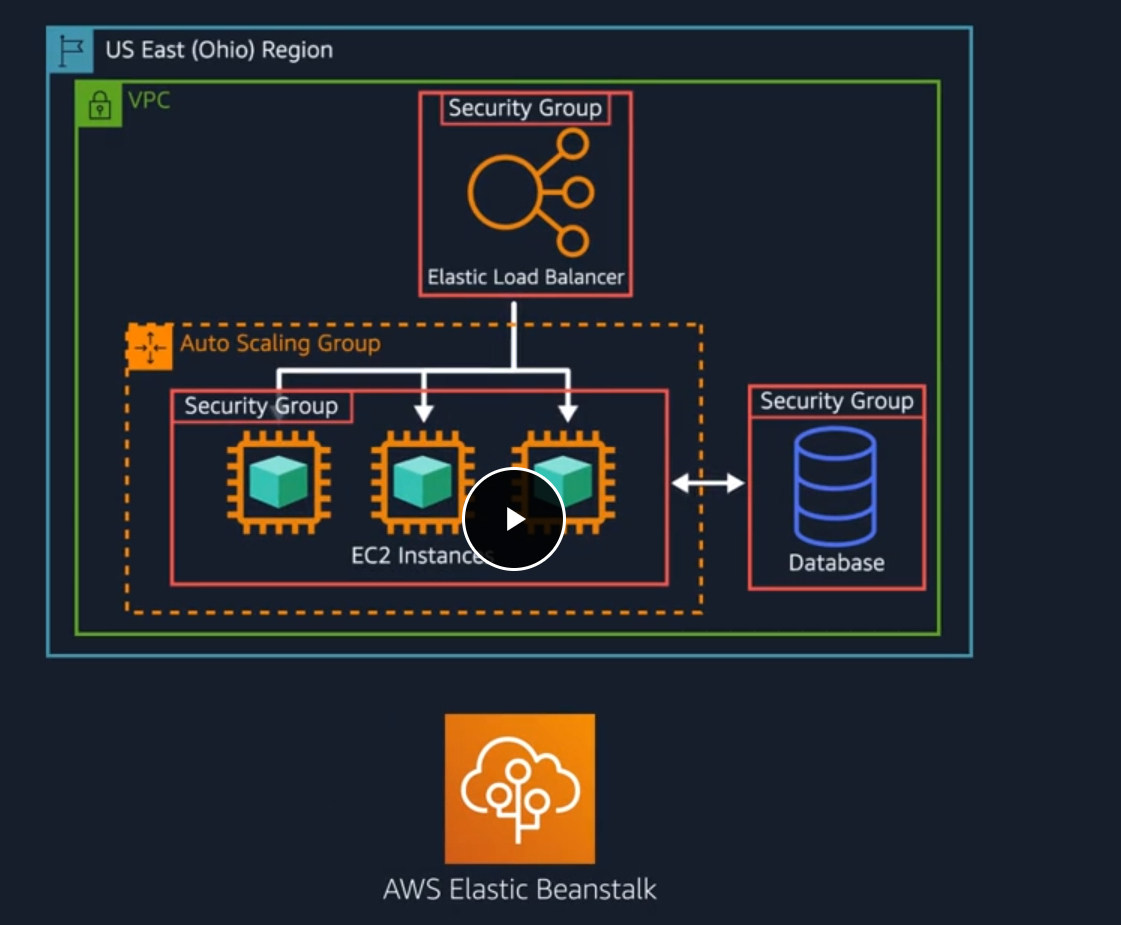 US East (Ohio) Region
VPC
Security Group
Elastic Load Balancer
Auto Scaling Group
Security Group
EC2 Instances
Security Group
Database
AWS Elastic Beanstalk